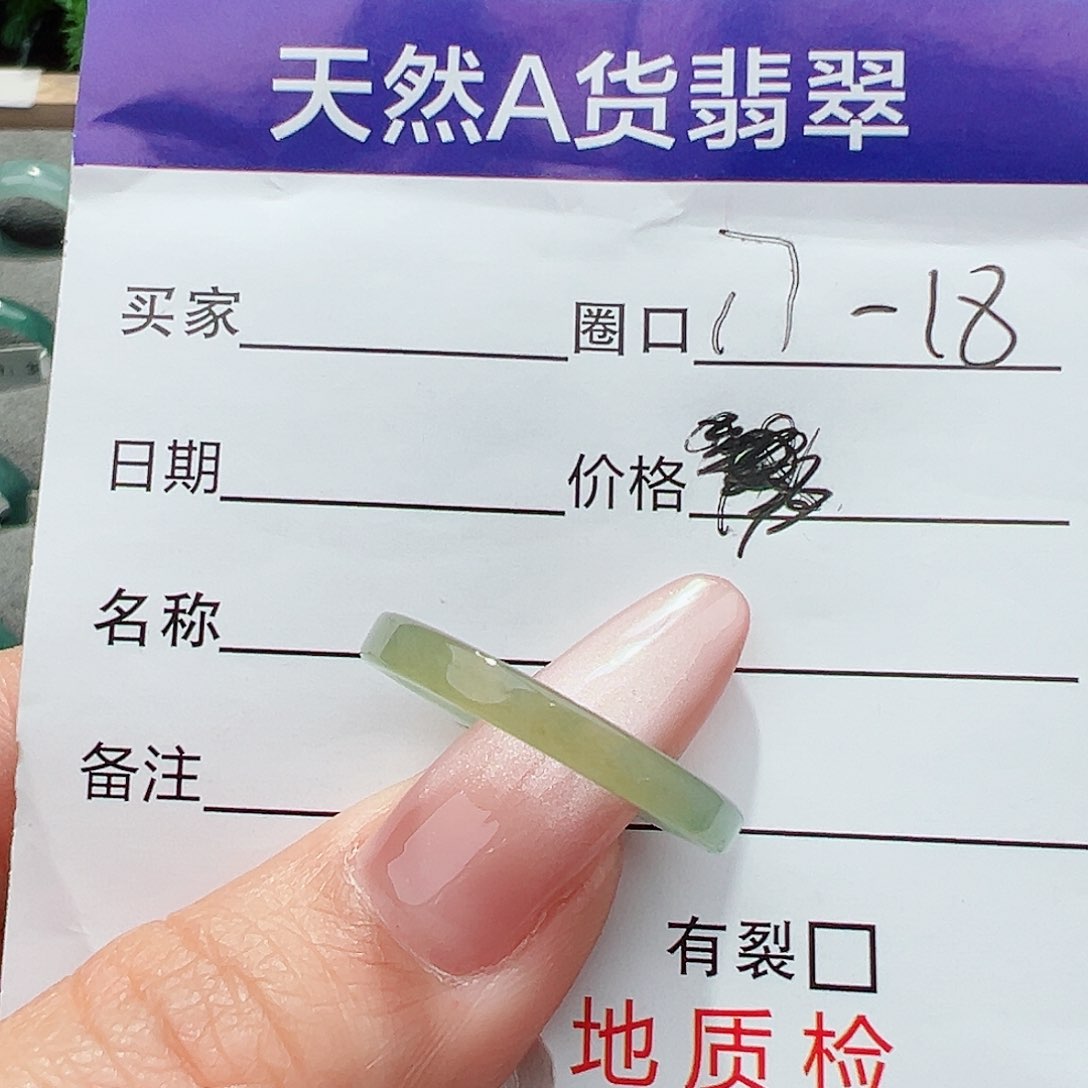 天然A货翡翠
买家 圈口 17-18
日期 价格
名称
备注
有裂
地质检